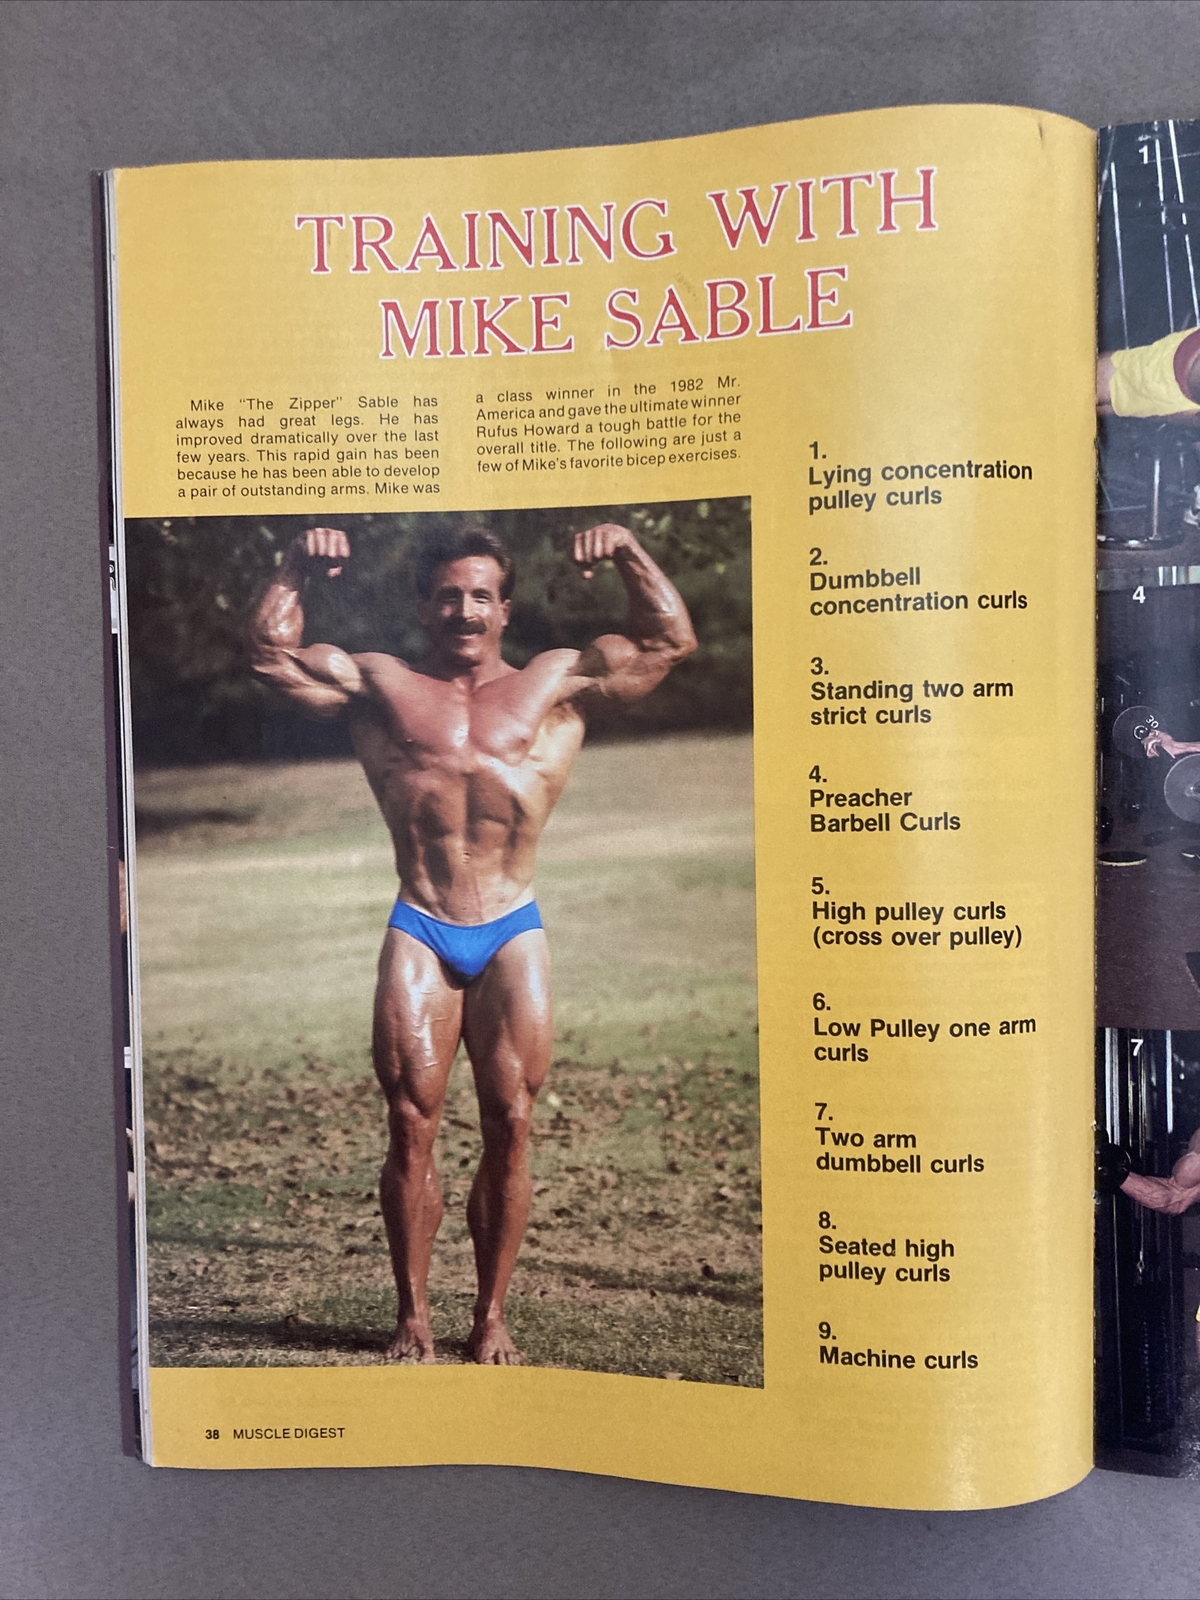 TRAINING WITH
MIKE SABLE
Mike "The Zipper" Sable has
always had great legs. He has
improved dramatically over the last
few years. This rapid gain has been
because he has been able to develop
a pair of outstanding arms. Mike was
a class winner in the 1982 Mr.
America and gave the ultimate winner
Rufus Howard a tough battle for the
overall title. The following are just a
few of Mike's favorite bicep exercises.
1.
Lying concentration
pulley curls
2.
Dumbbell
concentration curls
3.
Standing two arm
strict curls
4.
Preacher
Barbell Curls
5.
High pulley curls
(cross over pulley)
6.
Low Pulley one arm
curls
7.
Two arm
dumbbell curls
8.
Seated high
pulley curls
9.
Machine curls
38 MUSCLE DIGEST
1
4
30
7